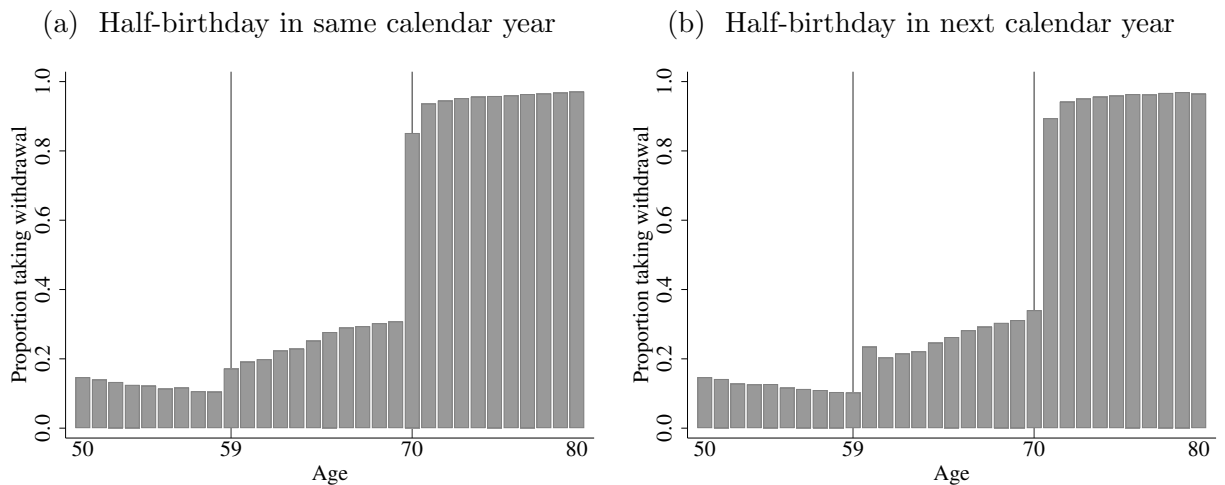 (a) Half-birthday in same calendar year
Proportion taking withdrawal
1.0
0.8
0.6
0.4
0.2
0.0
50 59 70 80
Age
(b) Half-birthday in next calendar year
Proportion taking withdrawal
1.0
0.8
0.6
0.4
0.2
0.0
50 59 70 80
Age